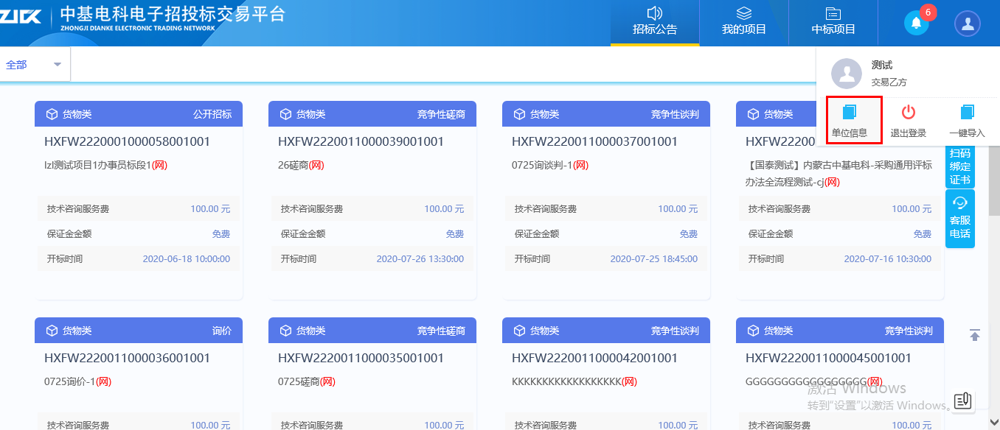 ZJDK
中基电科电子招投标交易平台
ZHONGJI DIANKE ELECTRONIC TRADING NETWORK
招标公告
我的项目
中标项目
6
全部
测试
交易乙方
单位信息
退出登录
一键导入
扫码
绑定
证书
客服
电话
货物类 公开招标
HXFW2220001000058001001
lzl测试项目1办事员标段1(网)
技术咨询服务费 100.00 元
保证金金额 免费
开标时间 2020-06-18 10:00:00
货物类 竞争性磋商
HXFW2220011000039001001
26磋商(网)
技术咨询服务费 100.00 元
保证金金额 免费
开标时间 2020-07-26 13:30:00
货物类 竞争性谈判
HXFW2220011000037001001
0725询谈判-1(网)
技术咨询服务费 100.00 元
保证金金额 免费
开标时间 2020-07-25 18:45:00
货物类
HXFW22200
【国泰测试】内蒙古中基电科-采购通用评标
办法全流程测试-cj(网)
技术咨询服务费 100.00 元
保证金金额 免费
开标时间 2020-07-16 10:30:00
货物类 询价
HXFW2220011000036001001
0725询价-1(网)
技术咨询服务费 100.00 元
货物类 竞争性磋商
HXFW2220011000035001001
0725磋商(网)
技术咨询服务费 100.00 元
货物类 竞争性谈判
HXFW2220011000042001001
KKKKKKKKKKKKKKKKKK(网)
技术咨询服务费 100.00 元
货物类 竞争性谈判
HXFW2220011000045001001
GGGGGGGGGGGGGGGG(网)
技术咨询服务费 100.00 元
激活 Windows
转到"设置"以激活 Windows。